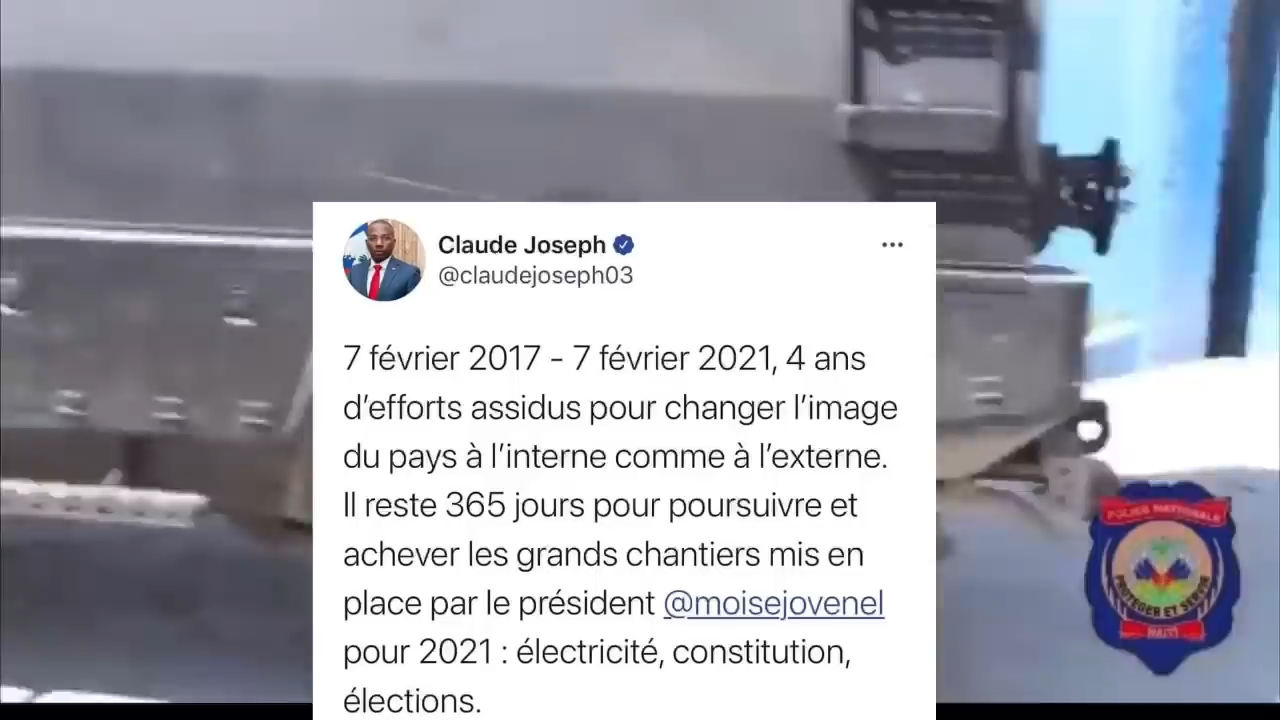 Claude Joseph
@claudejoseph03
7 février 2017 - 7 février 2021, 4 ans
d'efforts assidus pour changer l'image
du pays à l'interne comme à l'externe.
Il reste 365 jours pour poursuivre et
achever les grands chantiers mis en
place par le président @moisejovenel
pour 2021 : électricité, constitution,
élections.
POLICE NATIONALE
PROTEGER ET SERVIR
HAITI